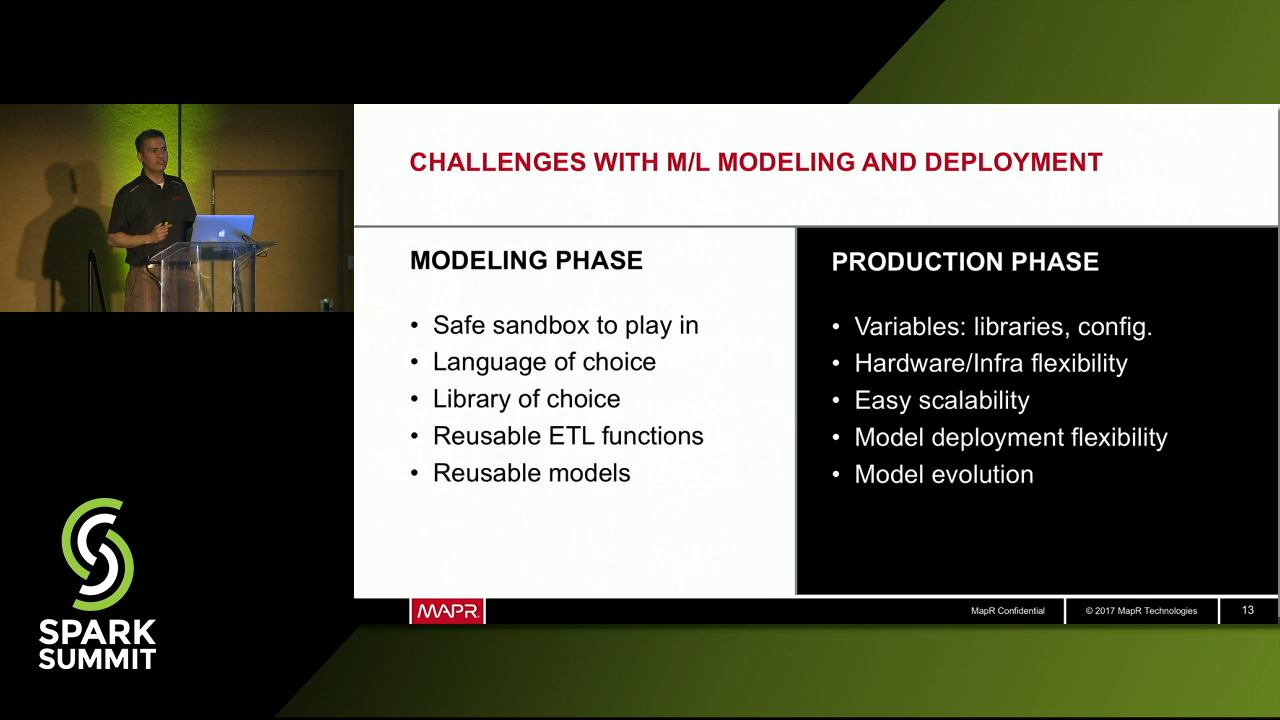 CHALLENGES WITH M/L MODELING AND DEPLOYMENT
MODELING PHASE
• Safe sandbox to play in
• Language of choice
• Library of choice
• Reusable ETL functions
• Reusable models
PRODUCTION PHASE
• Variables: libraries, config.
• Hardware/Infra flexibility
• Easy scalability
• Model deployment flexibility
• Model evolution
MAPR
MapR Confidential
© 2017 MapR Technologies
13
SPARK
SUMMIT